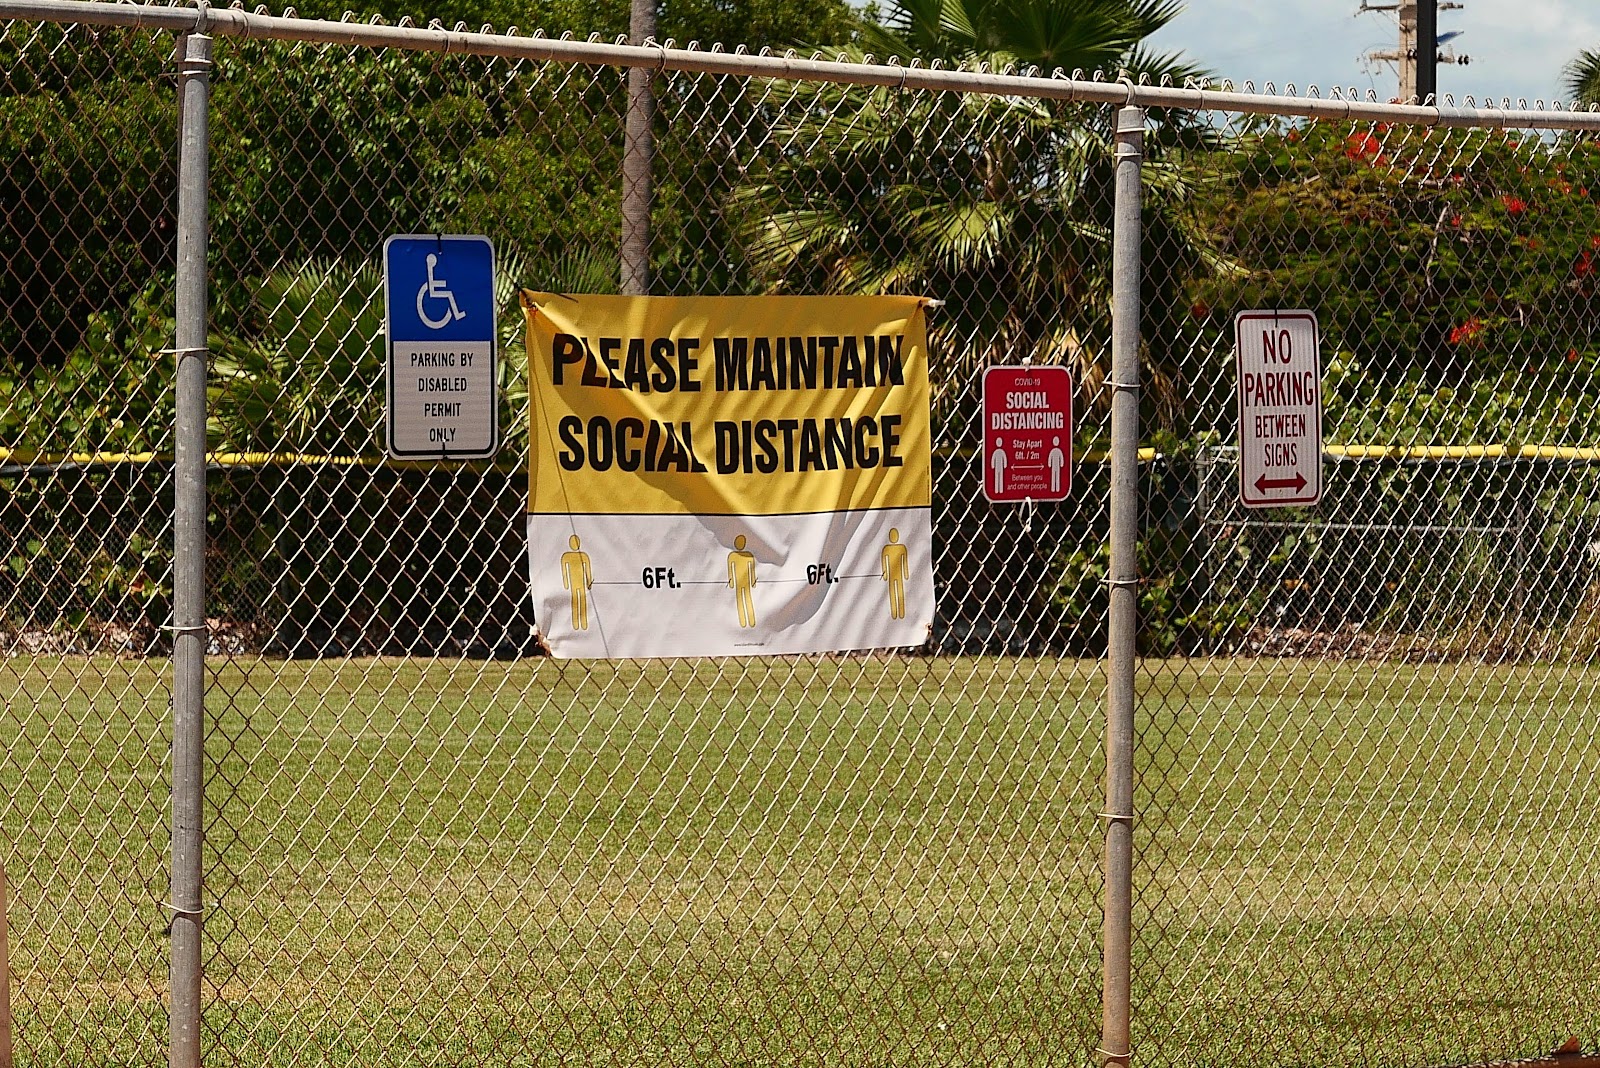 PARKING BY
DISABLED
PERMIT
ONLY
PLEASE MAINTAIN
SOCIAL DISTANCE
6Ft. 6Ft.
COVID-19
SOCIAL
DISTANCING
Stay Apart
6ft. / 2m
Between you
and other people
NO
PARKING
BETWEEN
SIGNS